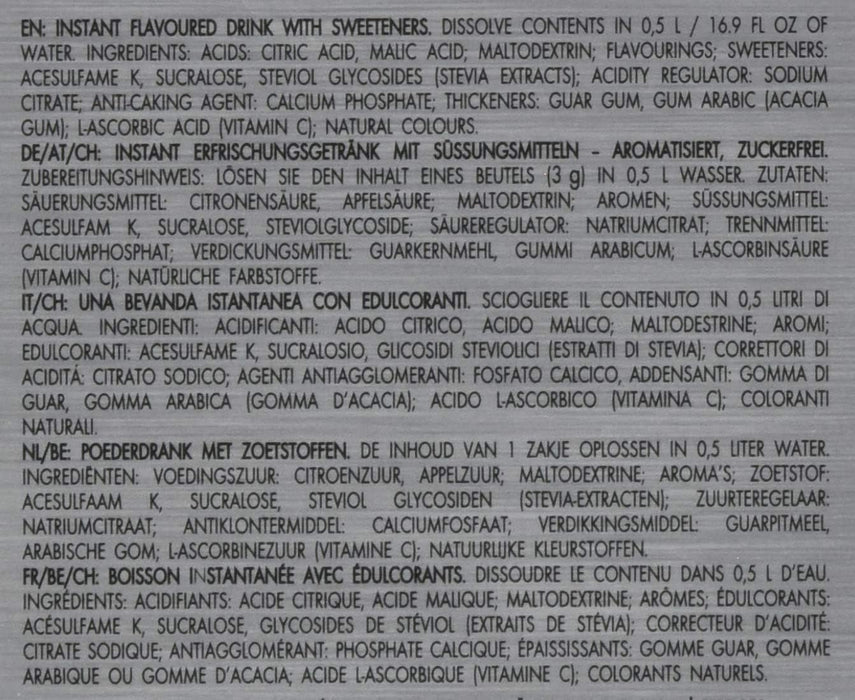 EN: INSTANT FLAVOURED DRINK WITH SWEETENERS. DISSOLVE CONTENTS IN 0,5 L / 16.9 FL OZ OF
WATER. INGREDIENTS: ACIDS: CITRIC ACID, MALIC ACID; MALTODEXTRIN; FLAVOURINGS; SWEETENERS:
ACESULFAME K, SUCRALOSE, STEVIOL GLYCOSIDES (STEVIA EXTRACTS); ACIDITY REGULATOR: SODIUM
CITRATE; ANTI-CAKING AGENT: CALCIUM PHOSPHATE; THICKENERS: GUAR GUM, GUM ARABIC (ACACIA
GUM); L-ASCORBIC ACID (VITAMIN C); NATURAL COLOURS.
DE/AT/CH: INSTANT ERFRISCHUNGSGETRÄNK MIT SÜSSUNGSMITTELN – AROMATISIERT, ZUCKERFREI.
ZUBEREITUNGSHINWEIS: LÖSEN SIE DEN INHALT EINES BEUTELS (3 g) IN 0,5 L WASSER. ZUTATEN:
SÄUERUNGSMITTEL: CITRONENSÄURE, APFELSÄURE; MALTODEXTRIN; AROMEN; SÜSSUNGSMITTEL:
ACESULFAM K, SUCRALOSE, STEVIOLGLYCOSIDE; SÄUREREGULATOR: NATRIUMCITRAT; TRENNMITTEL:
CALCIUMPHOSPHAT; VERDICKUNGSMITTEL: GUARKERNMEHL, GUMMI ARABICUM; L-ASCORBINSÄURE
(VITAMIN C); NATÜRLICHE FARBSTOFFE.
IT/CH: UNA BEVANDA ISTANTANEA CON EDULCORANTI. SCIOGLIERE IL CONTENUTO IN 0,5 LITRI DI
ACQUA. INGREDIENTI: ACIDIFICANTI: ACIDO CITRICO, ACIDO MALICO; MALTODESTRINE; AROMI;
EDULCORANTI: ACESULFAME K, SUCRALOSIO, GLICOSIDI STEVIOLICI (ESTRATTI DI STEVIA); CORRETTORI DI
ACIDITÁ: CITRATO SODICO; AGENTI ANTIAGGLOMERANTI: FOSFATO CALCICO, ADDENSANTI: GOMMA DI
GUAR, GOMMA ARABICA (GOMMA D'ACACIA); ACIDO L-ASCORBICO (VITAMINA C); COLORANTI
NATURALI.
NL/BE: POEDERDRANK MET ZOETSTOFFEN. DE INHOUD VAN 1 ZAKJE OPLOSSEN IN 0,5 LITER WATER.
INGREDIËNTEN: VOEDINGSZUUR: CITROENZUUR, APPELZUUR; MALTODEXTRINE; AROMA'S; ZOETSTOF:
ACESULFAAM K, SUCRALOSE, STEVIOL GLYCOSIDEN (STEVIA-EXTRACTEN); ZUURTEREGELAAR:
NATRIUMCITRAAT; ANTIKLONTERMIDDEL: CALCIUMFOSFAAT; VERDIKKINGSMIDDEL: GUARPITMEEL,
ARABISCHE GOM; L-ASCORBINEZUUR (VITAMINE C); NATUURLIJKE KLEURSTOFFEN.
FR/BE/CH: BOISSON INSTANTANÉE AVEC ÉDULCORANTS. DISSOUDRE LE CONTENU DANS 0,5 L D'EAU.
INGRÉDIENTS: ACIDIFIANTS: ACIDE CITRIQUE, ACIDE MALIQUE; MALTODEXTRINE; ARÔMES; ÉDULCORANTS:
ACÉSULFAME K, SUCRALOSE, GLYCOSIDES DE STÉVIOL (EXTRAITS DE STÉVIA); CORRECTEUR D'ACIDITÉ:
CITRATE SODIQUE; ANTIAGGLOMÉRANT: PHOSPHATE CALCIQUE; ÉPAISSISSANTS: GOMME GUAR, GOMME
ARABIQUE OU GOMME D'ACACIA; ACIDE L-ASCORBIQUE (VITAMINE C); COLORANTS NATURELS.